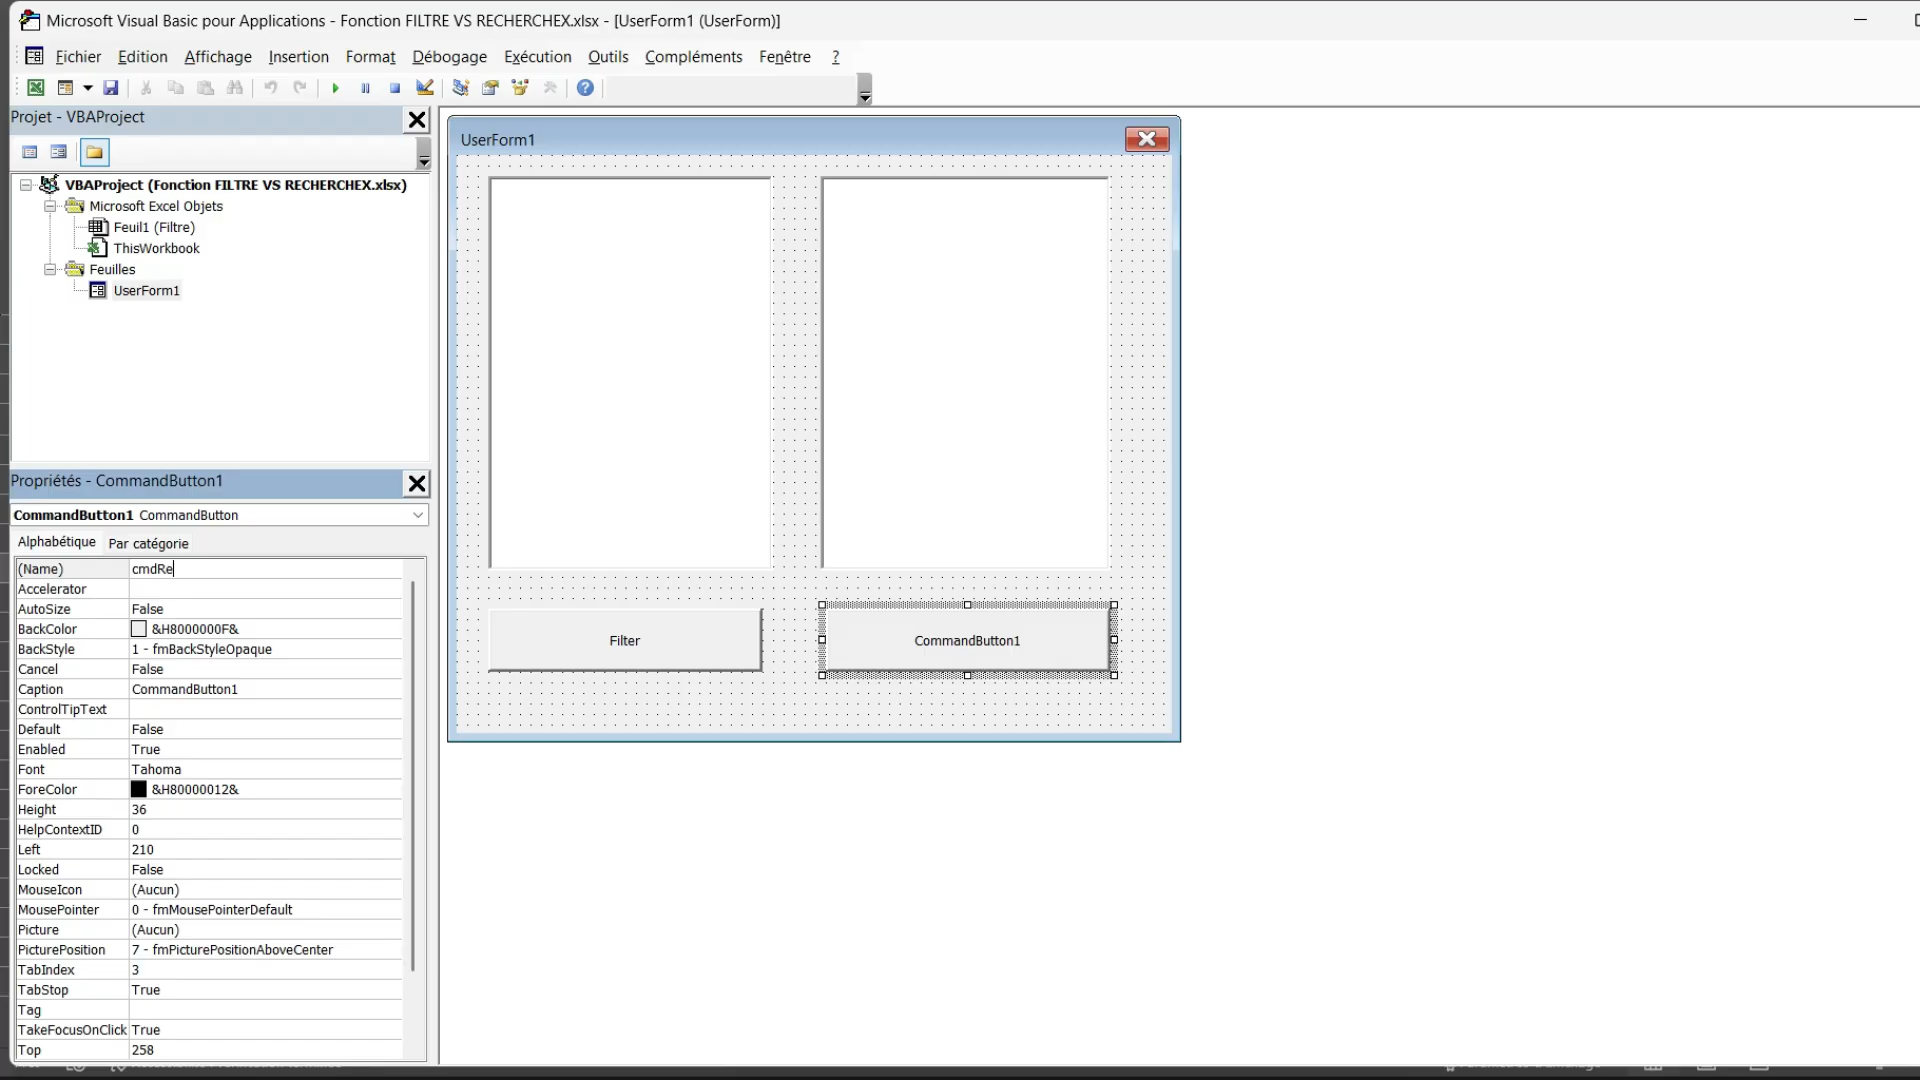 Microsoft Visual Basic pour Applications - Fonction FILTRE VS RECHERCHEX.xlsx - [UserForm1 (UserForm)]
Fichier Edition Affichage Insertion Format Débogage Exécution Outils Compléments Fenêtre ?
Projet - VBAProject
VBAProject (Fonction FILTRE VS RECHERCHEX.xlsx)
Microsoft Excel Objets
Feuil1 (Filtre)
ThisWorkbook
Feuilles
UserForm1
Propriétés - CommandButton1
CommandButton1 CommandButton
Alphabétique Par catégorie
(Name) cmdRe
Accelerator
AutoSize False
BackColor &H8000000F&
BackStyle 1 - fmBackStyleOpaque
Cancel False
Caption CommandButton1
ControlTipText
Default False
Enabled True
Font Tahoma
ForeColor &H80000012&
Height 36
HelpContextID 0
Left 210
Locked False
MouseIcon (Aucun)
MousePointer 0 - fmMousePointerDefault
Picture (Aucun)
PicturePosition 7 - fmPicturePositionAboveCenter
TabIndex 3
TabStop True
Tag
TakeFocusOnClick True
Top 258
UserForm1
Filter
CommandButton1